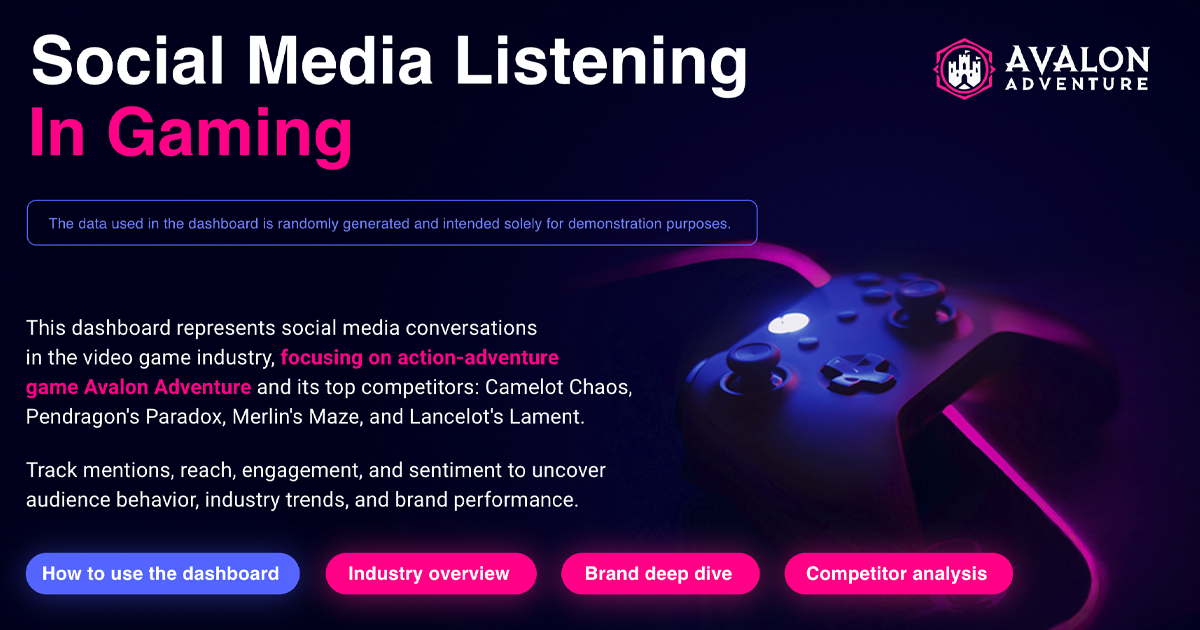 Social Media Listening
In Gaming
AVALON
ADVENTURE
The data used in the dashboard is randomly generated and intended solely for demonstration purposes.
This dashboard represents social media conversations
in the video game industry, focusing on action-adventure
game Avalon Adventure and its top competitors: Camelot Chaos,
Pendragon's Paradox, Merlin's Maze, and Lancelot's Lament.
Track mentions, reach, engagement, and sentiment to uncover
audience behavior, industry trends, and brand performance.
How to use the dashboard
Industry overview
Brand deep dive
Competitor analysis